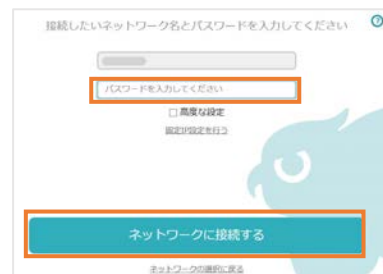 接続したいネットワーク名とパスワードを入力してください
?
パスワードを入力してください
高度な設定
固定IP設定を行う
ネットワークに接続する
ネットワークの選択に戻る